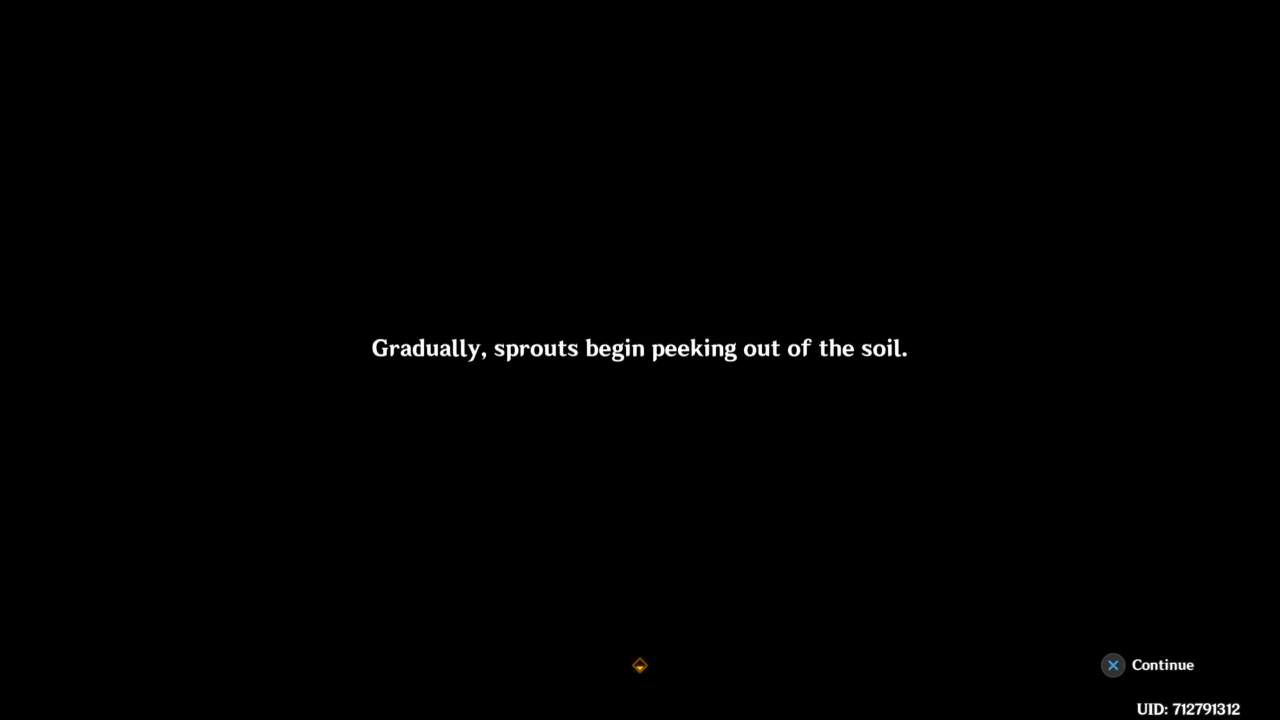 Gradually, sprouts begin peeking out of the soil.
Continue
UID: 712791312